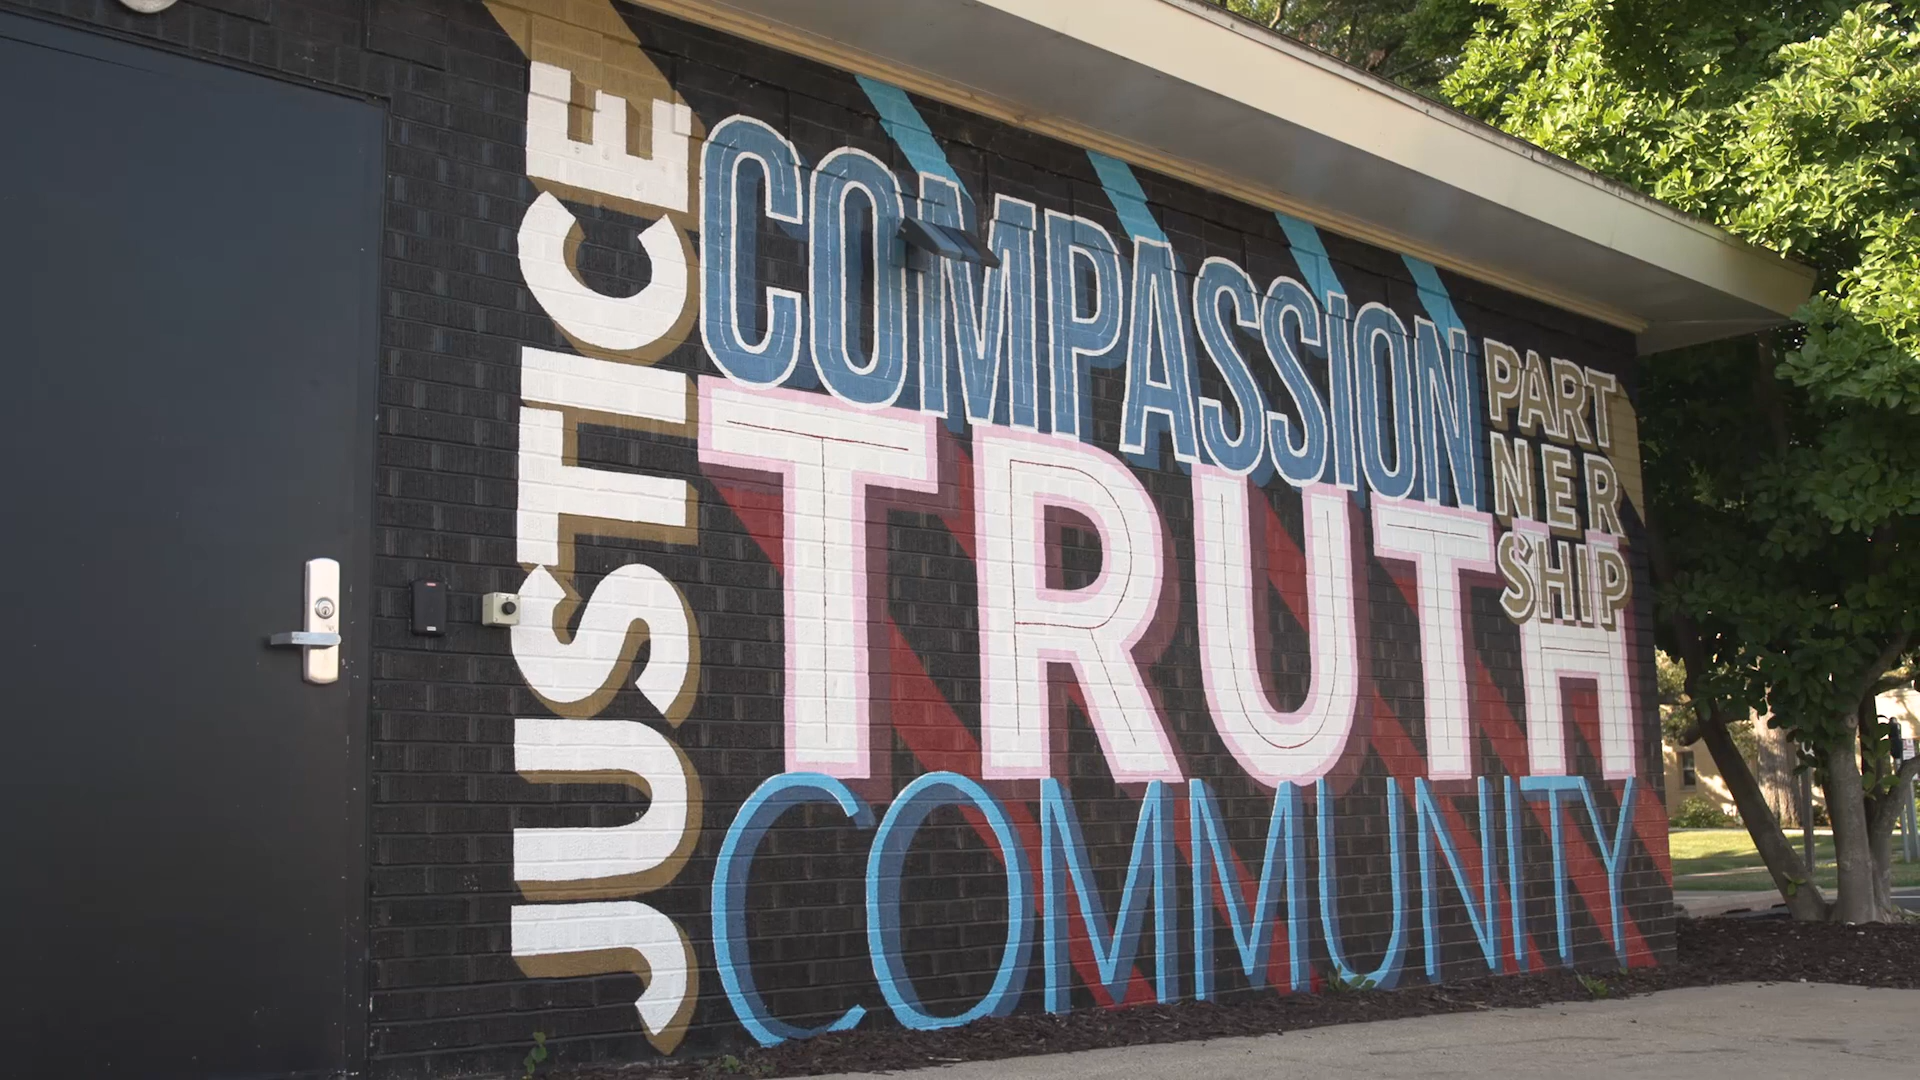 JUSTICE
COMPASSION
PART
NER
SHIP
TRUTH
COMMUNITY